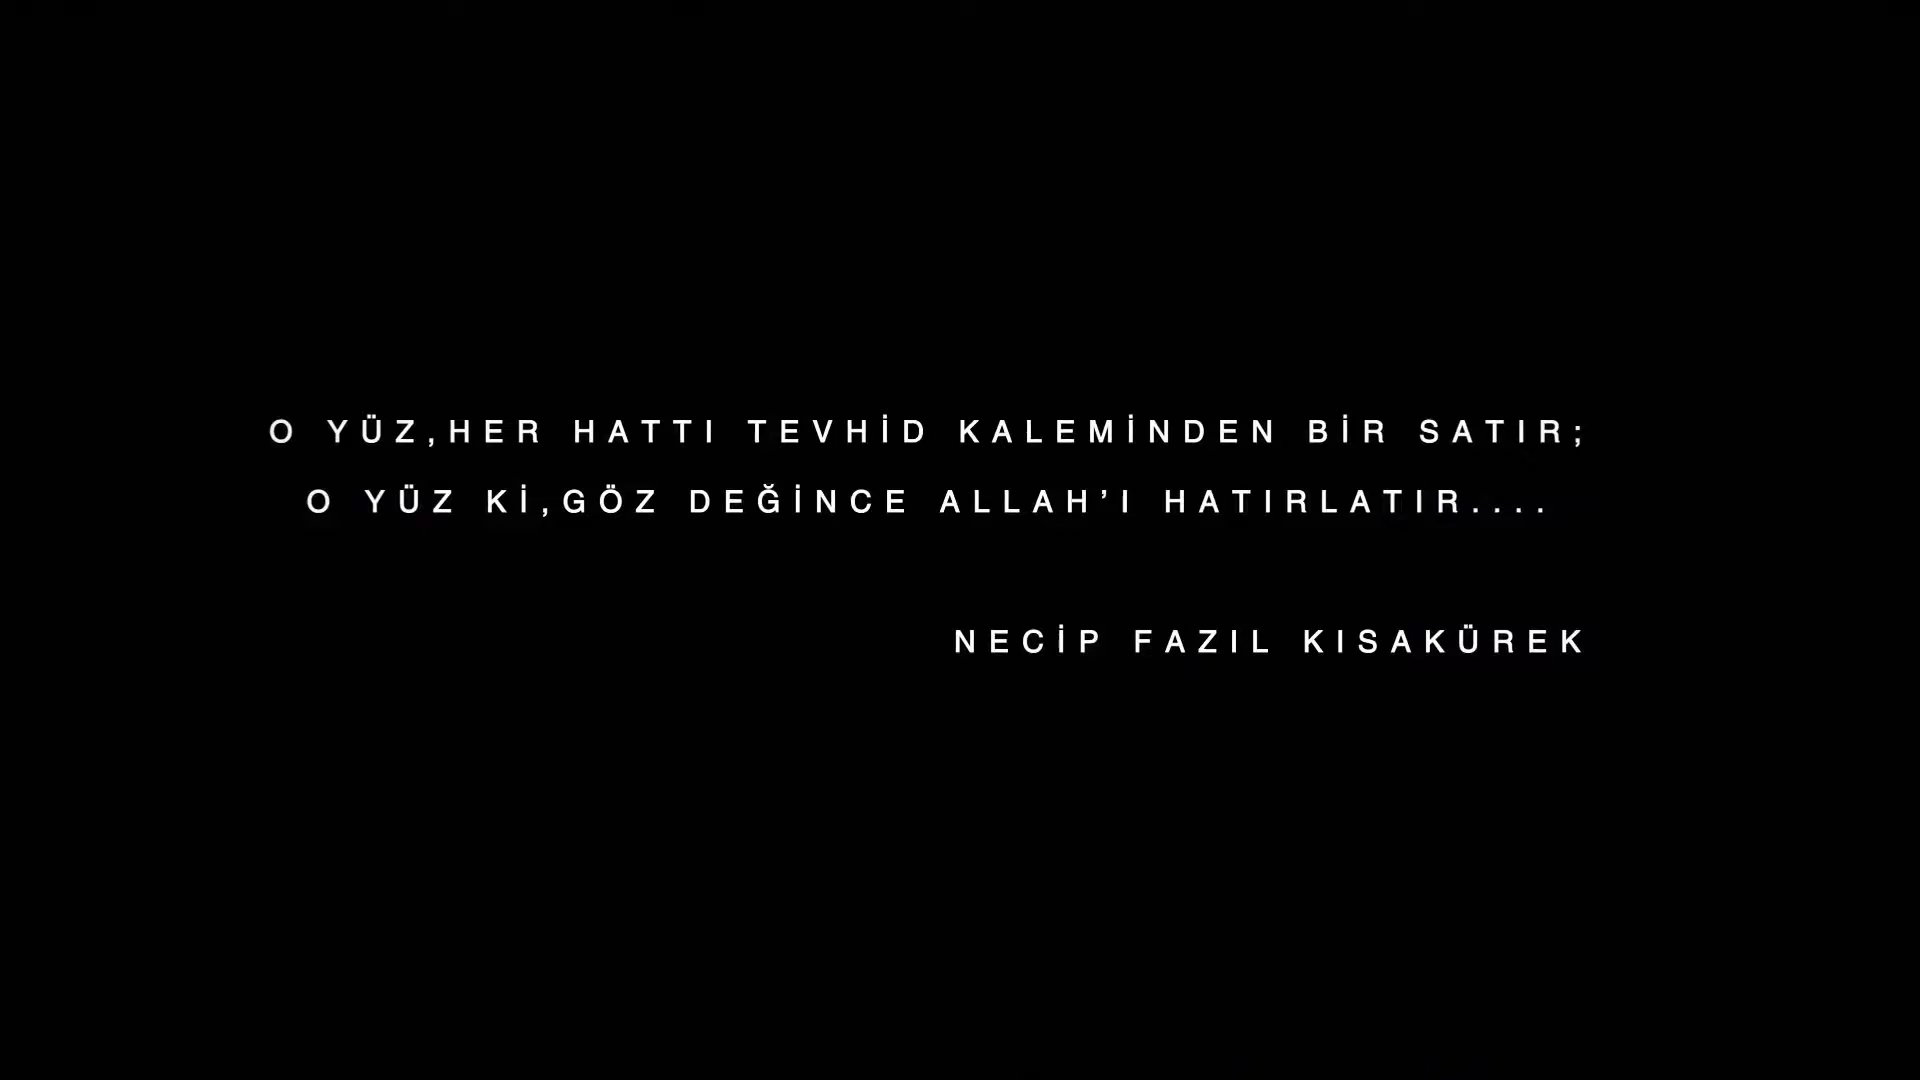 O YÜZ,HER HATTI TEVHİD KALEMİNDEN BİR SATIR;
O YÜZ Kİ,GÖZ DEĞİNCE ALLAH’I HATIRLATIR....
NECİP FAZIL KISAKÜREK